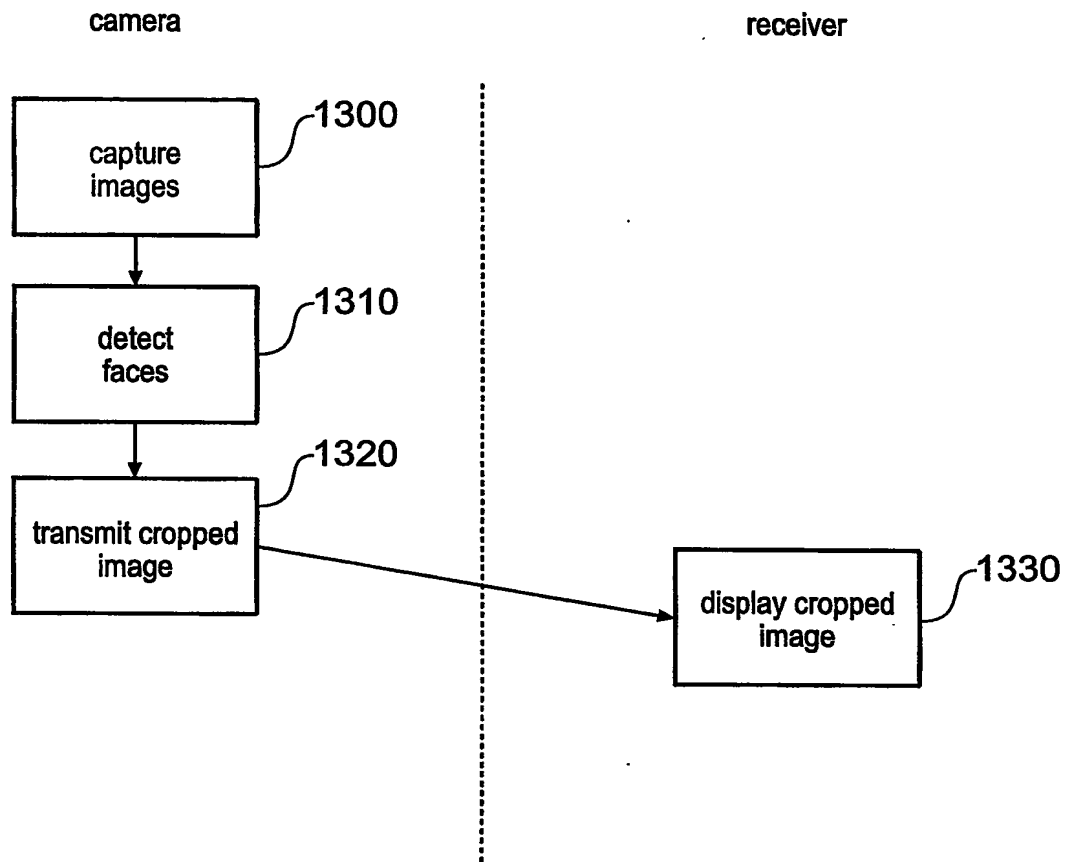 camera
receiver
1300
capture
images
1310
detect
faces
1320
transmit cropped
image
1330
display cropped
image